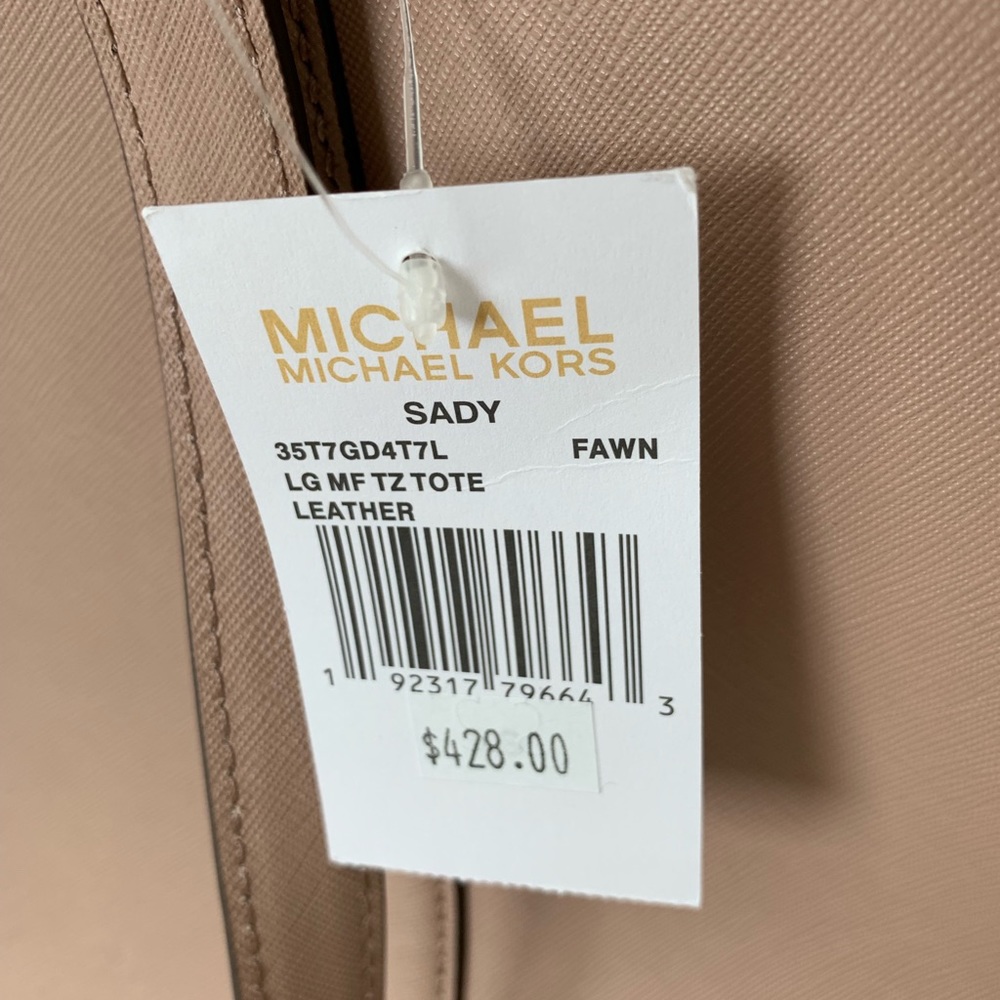 MICHAEL
MICHAEL KORS
SADY
35T7GD4T7L FAWN
LG MF TZ TOTE
LEATHER
1 92317 79664 3
$428.00